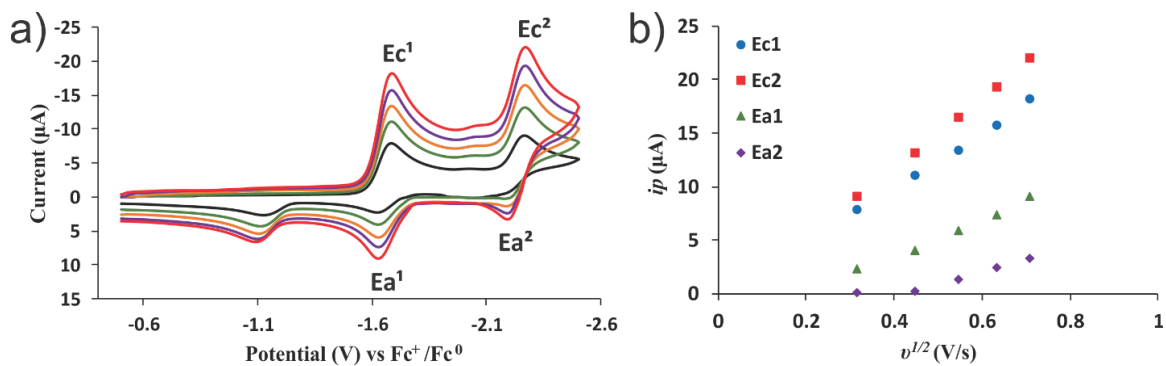 a)
-25
-20
-15
-10
-5
0
5
10
15
Current (µA)
Ec¹
Ec²
Ea¹
Ea²
-0.6
-1.1
-1.6
-2.1
-2.6
Potential (V) vs Fc⁺/Fc⁰
b)
25
20
15
10
5
0
ip (µA)
Ec1
Ec2
Ea1
Ea2
0
0.2
0.4
0.6
0.8
1
υ¹/² (V/s)